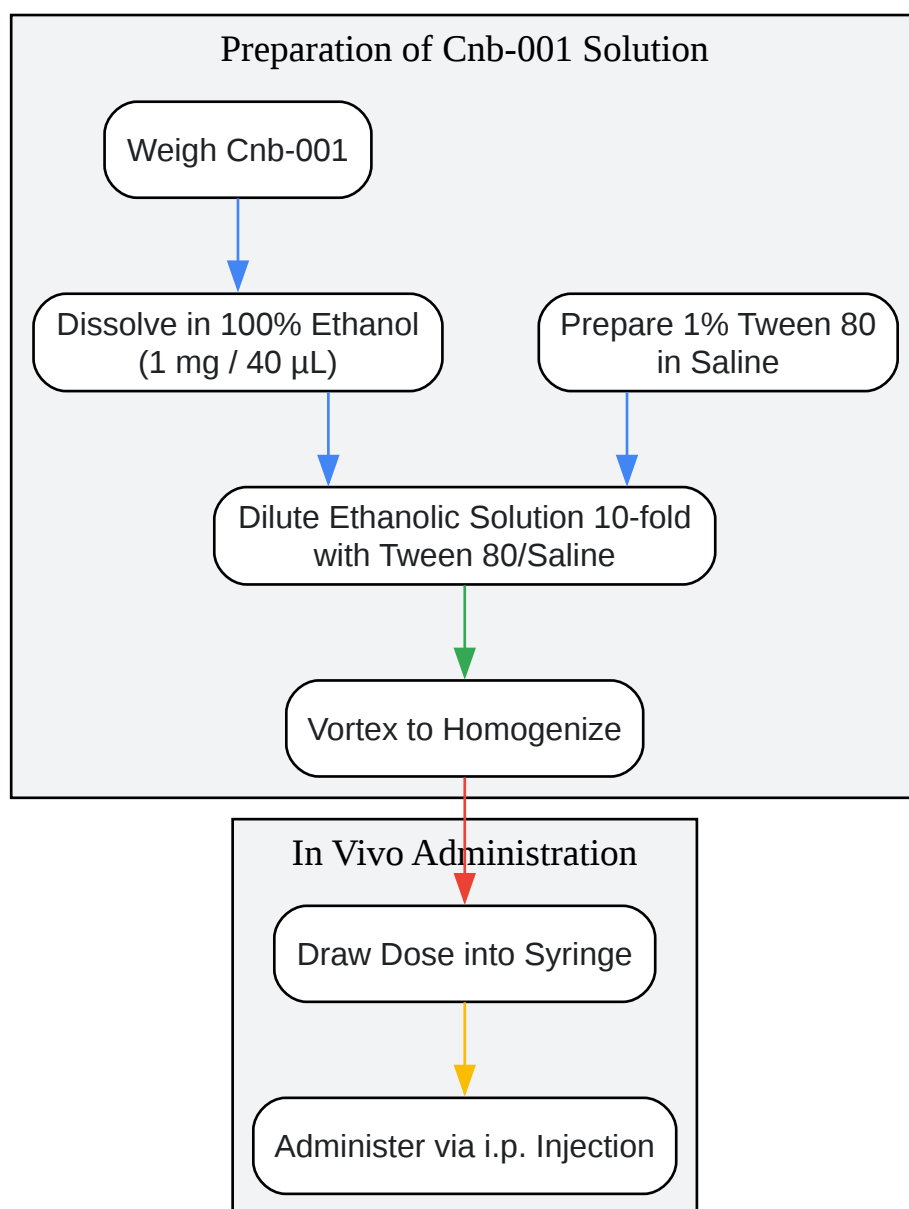 Preparation of Cnb-001 Solution
Weigh Cnb-001
Dissolve in 100% Ethanol
(1 mg / 40 µL)
Prepare 1% Tween 80
in Saline
Dilute Ethanolic Solution 10-fold
with Tween 80/Saline
Vortex to Homogenize
In Vivo Administration
Draw Dose into Syringe
Administer via i.p. Injection